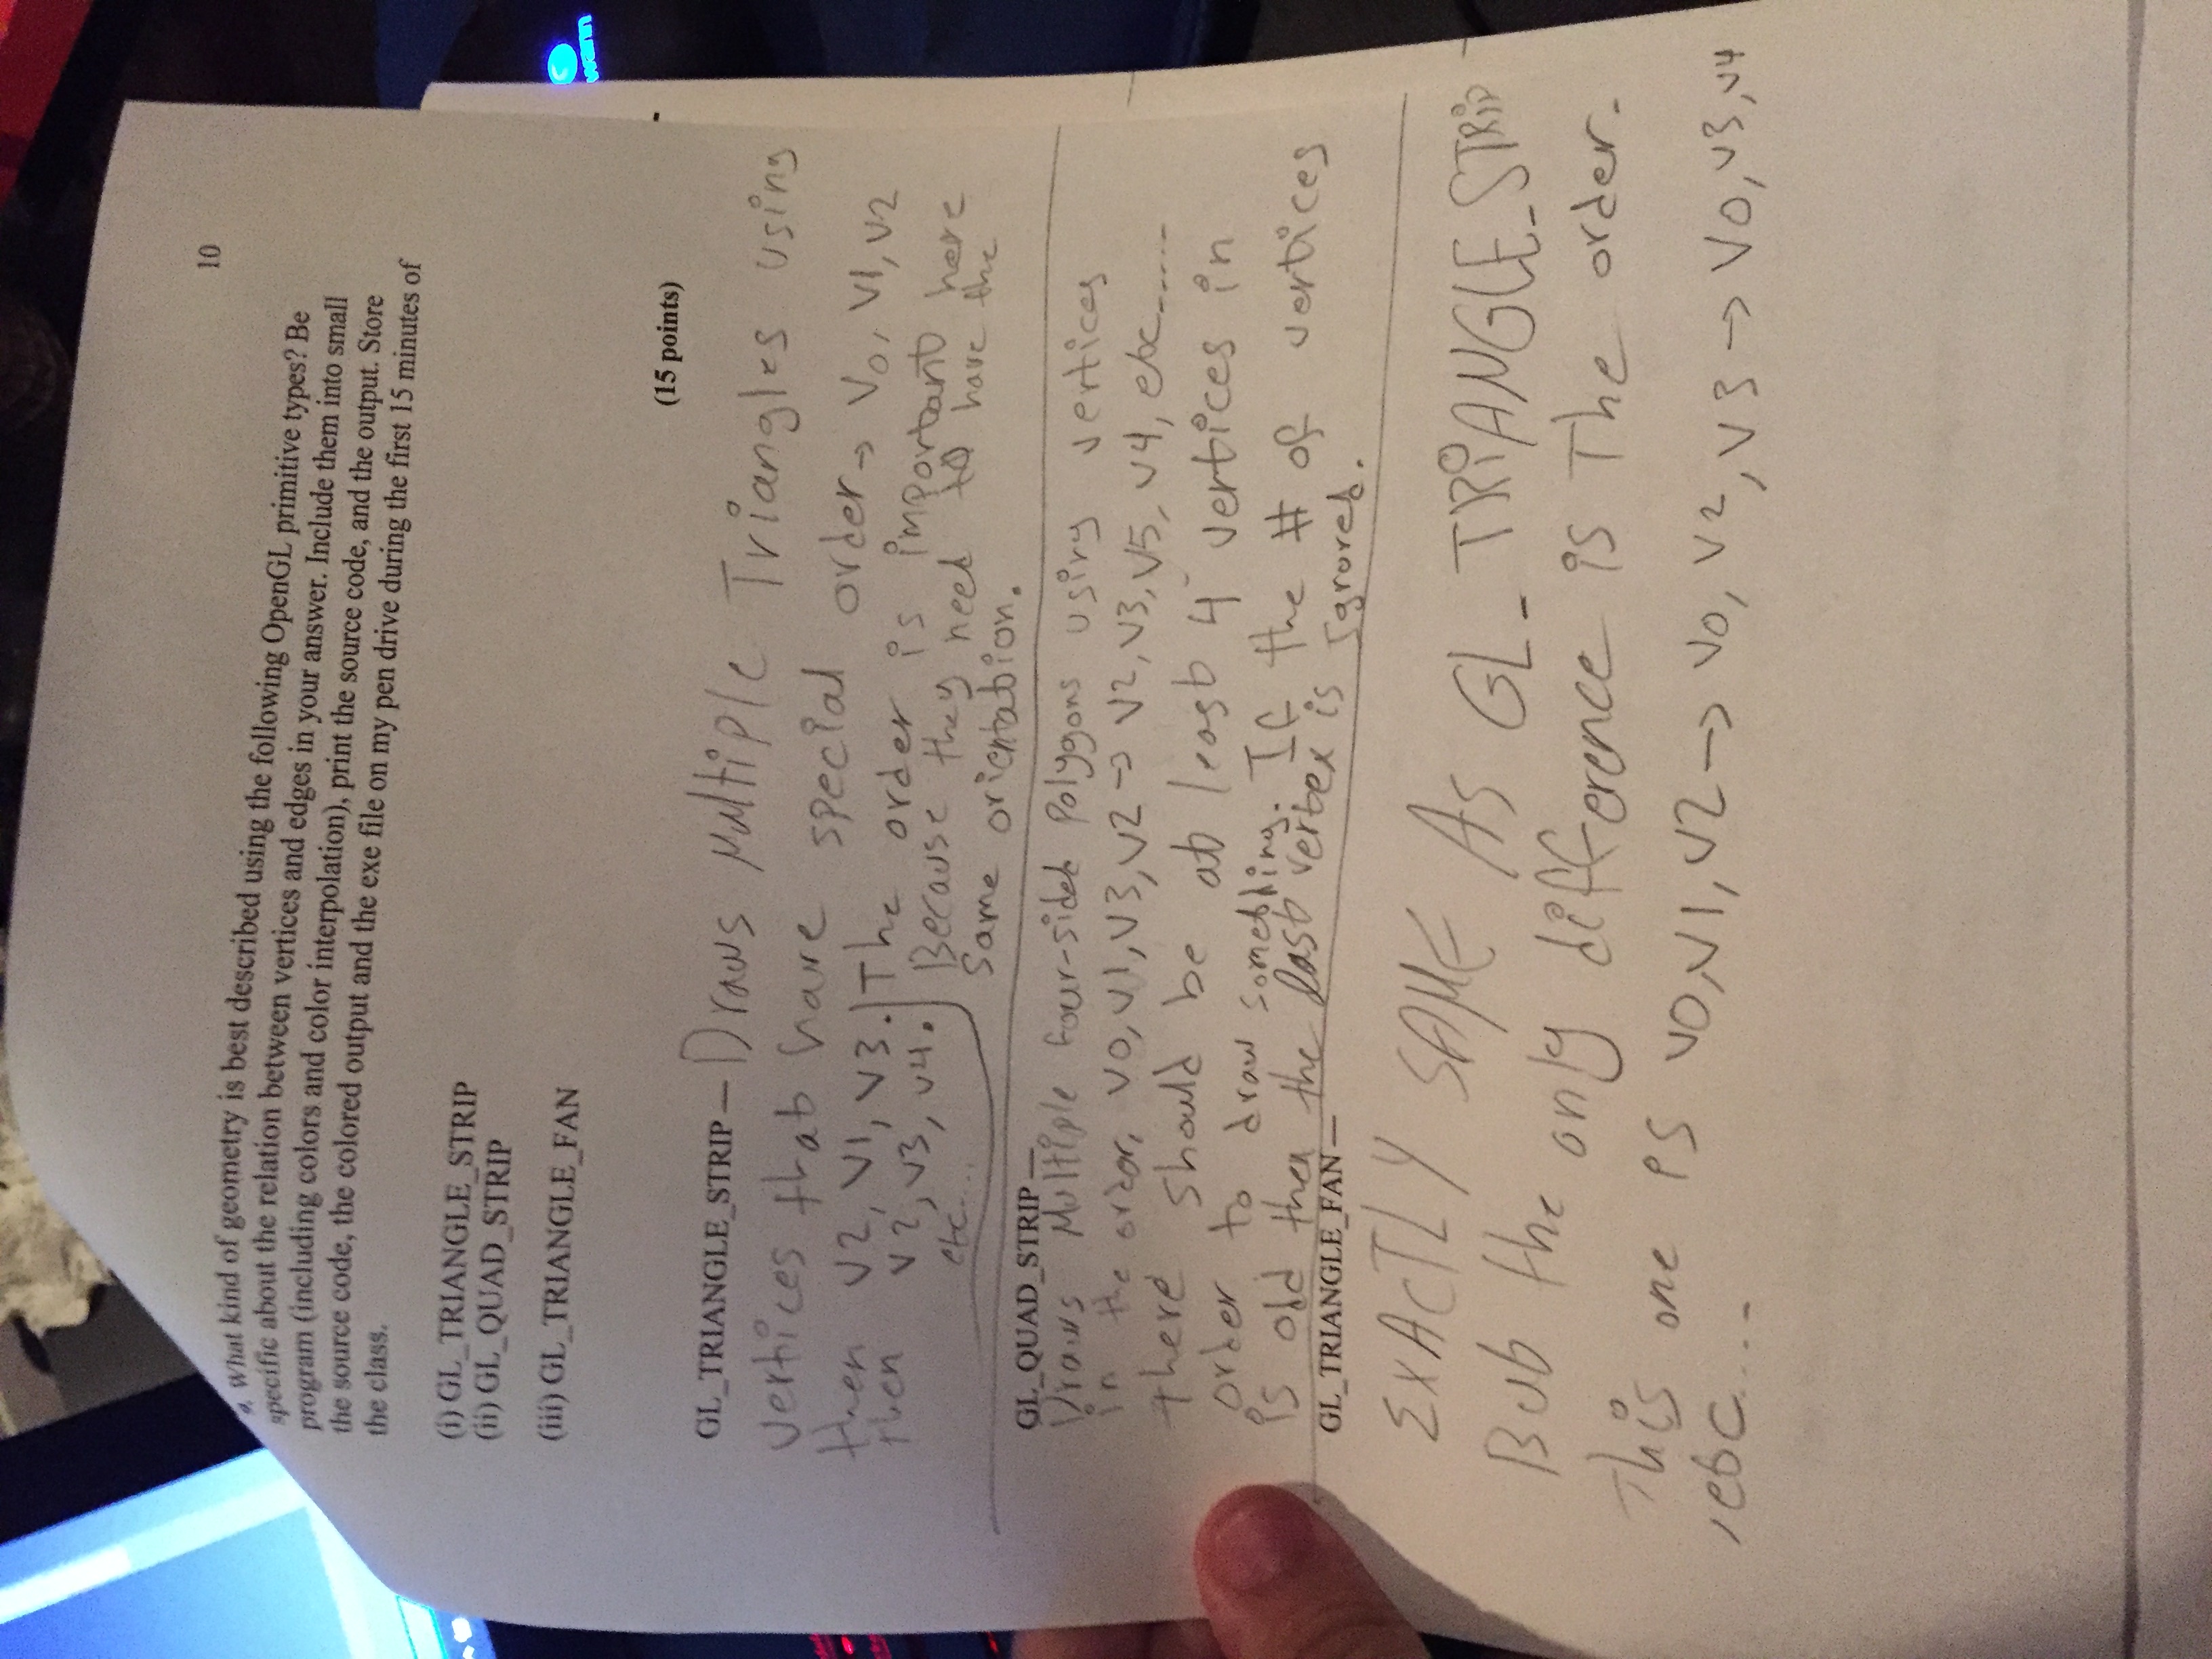 10
What kind of geometry is best described using the following OpenGL primitive types? Be
specific about the relation between vertices and edges in your answer. Include them into small
program (including colors and color interpolation), print the source code, and the output. Store
the source code, the colored output and the exe file on my pen drive during the first 15 minutes of
the class.
(i) GL_TRIANGLE_STRIP
(ii) GL_QUAD_STRIP
(iii) GL_TRIANGLE_FAN
(15 points)
GL_TRIANGLE_STRIP — Draws Multiple Triangles using
vertices that have special order → V0, V1, V2
then V2, V1, V3. The order is important here
then V2, V3, V4. Because they need to have the
etc.... Same orientation.
GL_QUAD_STRIP —
Draws Multiple four-sided Polygons using vertices
in the order, V0, V1, V3, V2 → V2, V3, V5, V4, etc.....
there should be at least 4 vertices in
order to draw something. If the # of vertices
is odd then the last vertex is ignored.
GL_TRIANGLE_FAN —
EXACTLY SAME AS GL_TRiANGLE_STRiP
But the only difference is The order.
This one is V0, V1, V2 → V0, V2, V3 → V0, V3, V4
, etc....